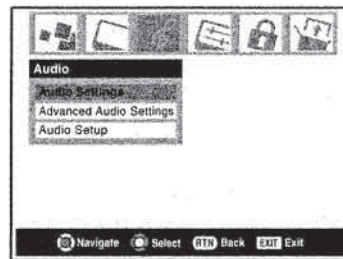 Audio
Audio Settings
Advanced Audio Settings
Audio Setup
Navigate Select RTN Back EXIT Exit